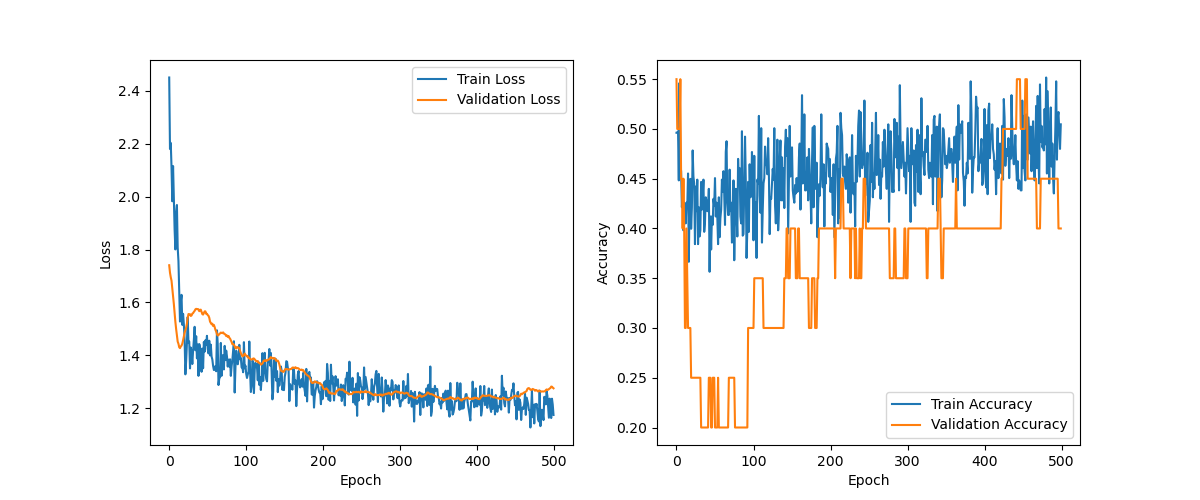 2.4
2.2
2.0
1.8
1.6
1.4
1.2
Loss
0 100 200 300 400 500
Epoch
Train Loss
Validation Loss
0.55
0.50
0.45
0.40
0.35
0.30
0.25
0.20
Accuracy
0 100 200 300 400 500
Epoch
Train Accuracy
Validation Accuracy